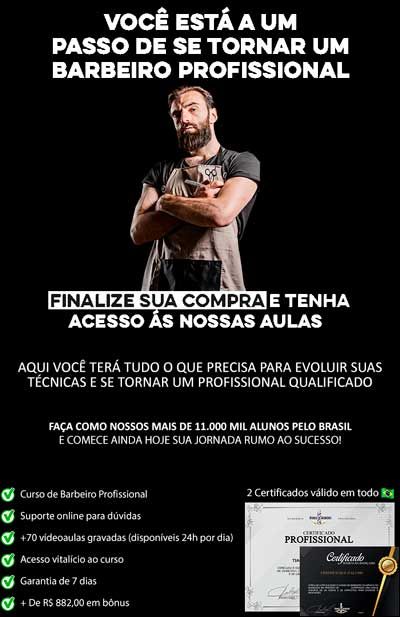 VOCÊ ESTÁ A UM
PASSO DE SE TORNAR UM
BARBEIRO PROFISSIONAL
FINALIZE SUA COMPRA E TENHA
ACESSO ÁS NOSSAS AULAS
AQUI VOCÊ TERÁ TUDO O QUE PRECISA PARA EVOLUIR SUAS
TÉCNICAS E SE TORNAR UM PROFISSIONAL QUALIFICADO
FAÇA COMO NOSSOS MAIS DE 11.000 MIL ALUNOS PELO BRASIL
E COMECE AINDA HOJE SUA JORNADA RUMO AO SUCESSO!
Curso de Barbeiro Profissional
Suporte online para dúvidas
+70 vídeoaulas gravadas (disponíveis 24h por dia)
Acesso vitalício ao curso
Garantia de 7 dias
+ De R$ 882,00 em bônus
2 Certificados válido em todo
CERTIFICADO
PROFISSIONAL
Certificado